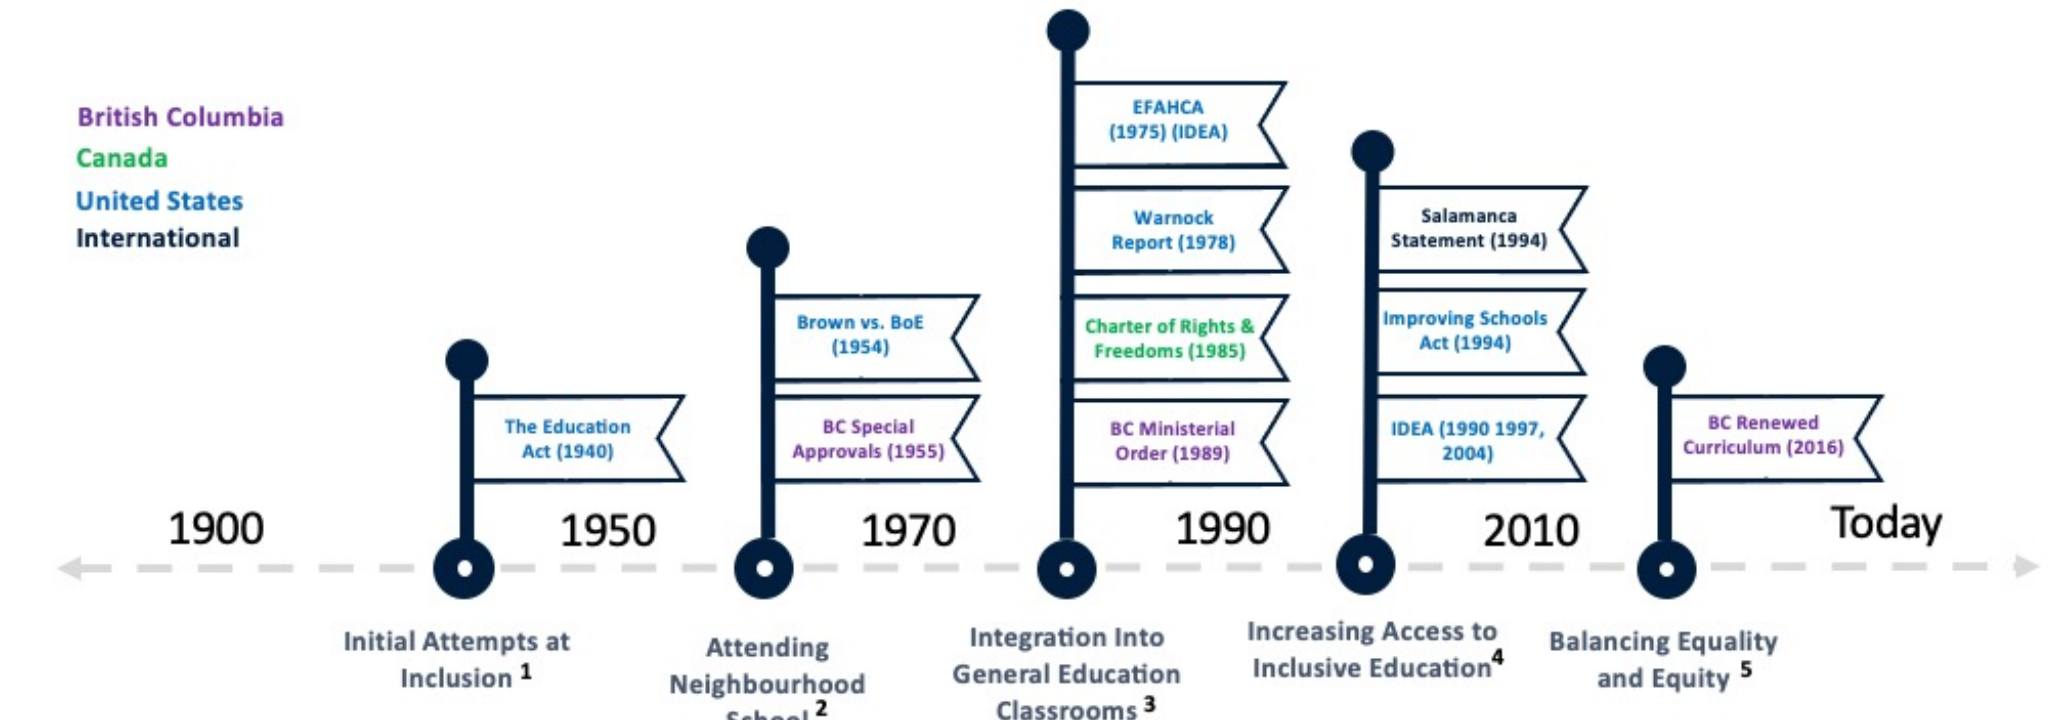 British Columbia
Canada
United States
International
EFAHCA
(1975) (IDEA)
Warnock
Report (1978)
Charter of Rights &
Freedoms (1985)
BC Ministerial
Order (1989)
Salamanca
Statement (1994)
Improving Schools
Act (1994)
IDEA (1990 1997,
2004)
Brown vs. BoE
(1954)
BC Special
Approvals (1955)
The Education
Act (1940)
BC Renewed
Curriculum (2016)
1900
1950
1970
1990
2010
Today
Initial Attempts at
Inclusion 1
Attending
Neighbourhood
School 2
Integration Into
General Education
Classrooms 3
Increasing Access to
Inclusive Education4
Balancing Equality
and Equity 5